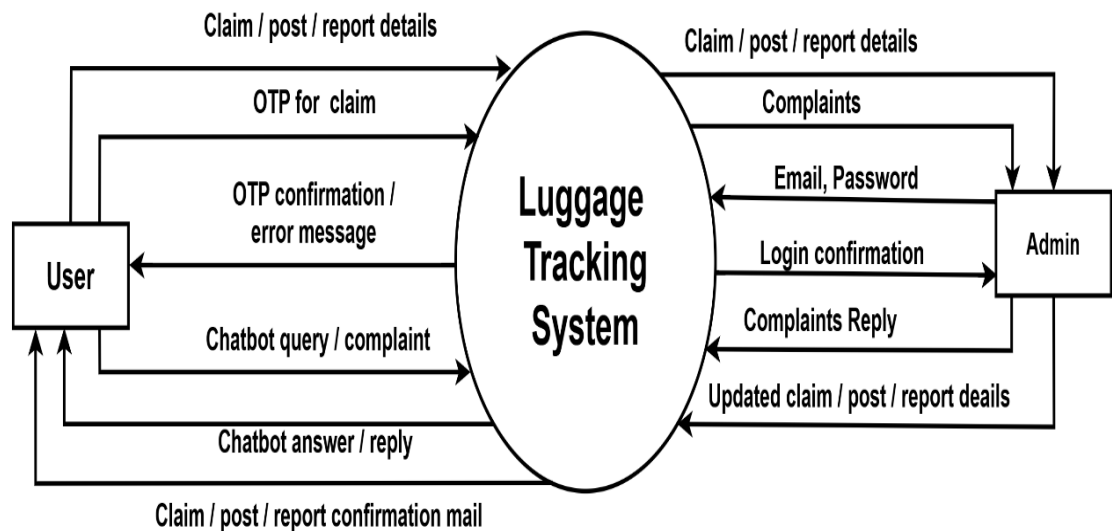 Claim / post / report details
Claim / post / report details
OTP for claim
Complaints
OTP confirmation /
error message
Email, Password
Luggage
Tracking
System
User
Admin
Login confirmation
Chatbot query / complaint
Complaints Reply
Updated claim / post / report deails
Chatbot answer / reply
Claim / post / report confirmation mail